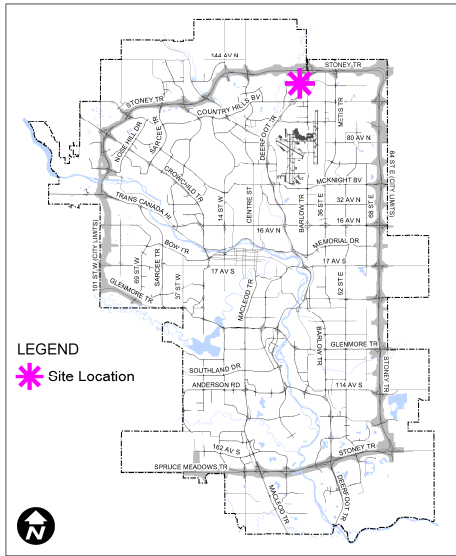 144 AV N
STONEY TR
STONEY TR
COUNTRY HILLS BV
METIS TR
NOSE HILL DR
SARCEE TR
DEERFOOT TR
80 AV N
84 ST E (CITY LIMITS)
CROWCHILD TR
MCKNIGHT BV
TRANS CANADA HI
14 ST W
CENTRE ST
BARLOW TR
36 ST E
32 AV N
68 ST E
16 AV N
16 AV N
101 ST W (CITY LIMITS)
BOW TR
MEMORIAL DR
69 ST W
SARCEE TR
37 ST W
17 AV S
17 AV S
52 ST E
GLENMORE TR
MACLEOD TR
BARLOW TR
GLENMORE TR
STONEY TR
LEGEND
Site Location
SOUTHLAND DR
ANDERSON RD
114 AV S
162 AV S
STONEY TR
SPRUCE MEADOWS TR
MACLEOD TR
DEERFOOT TR
N